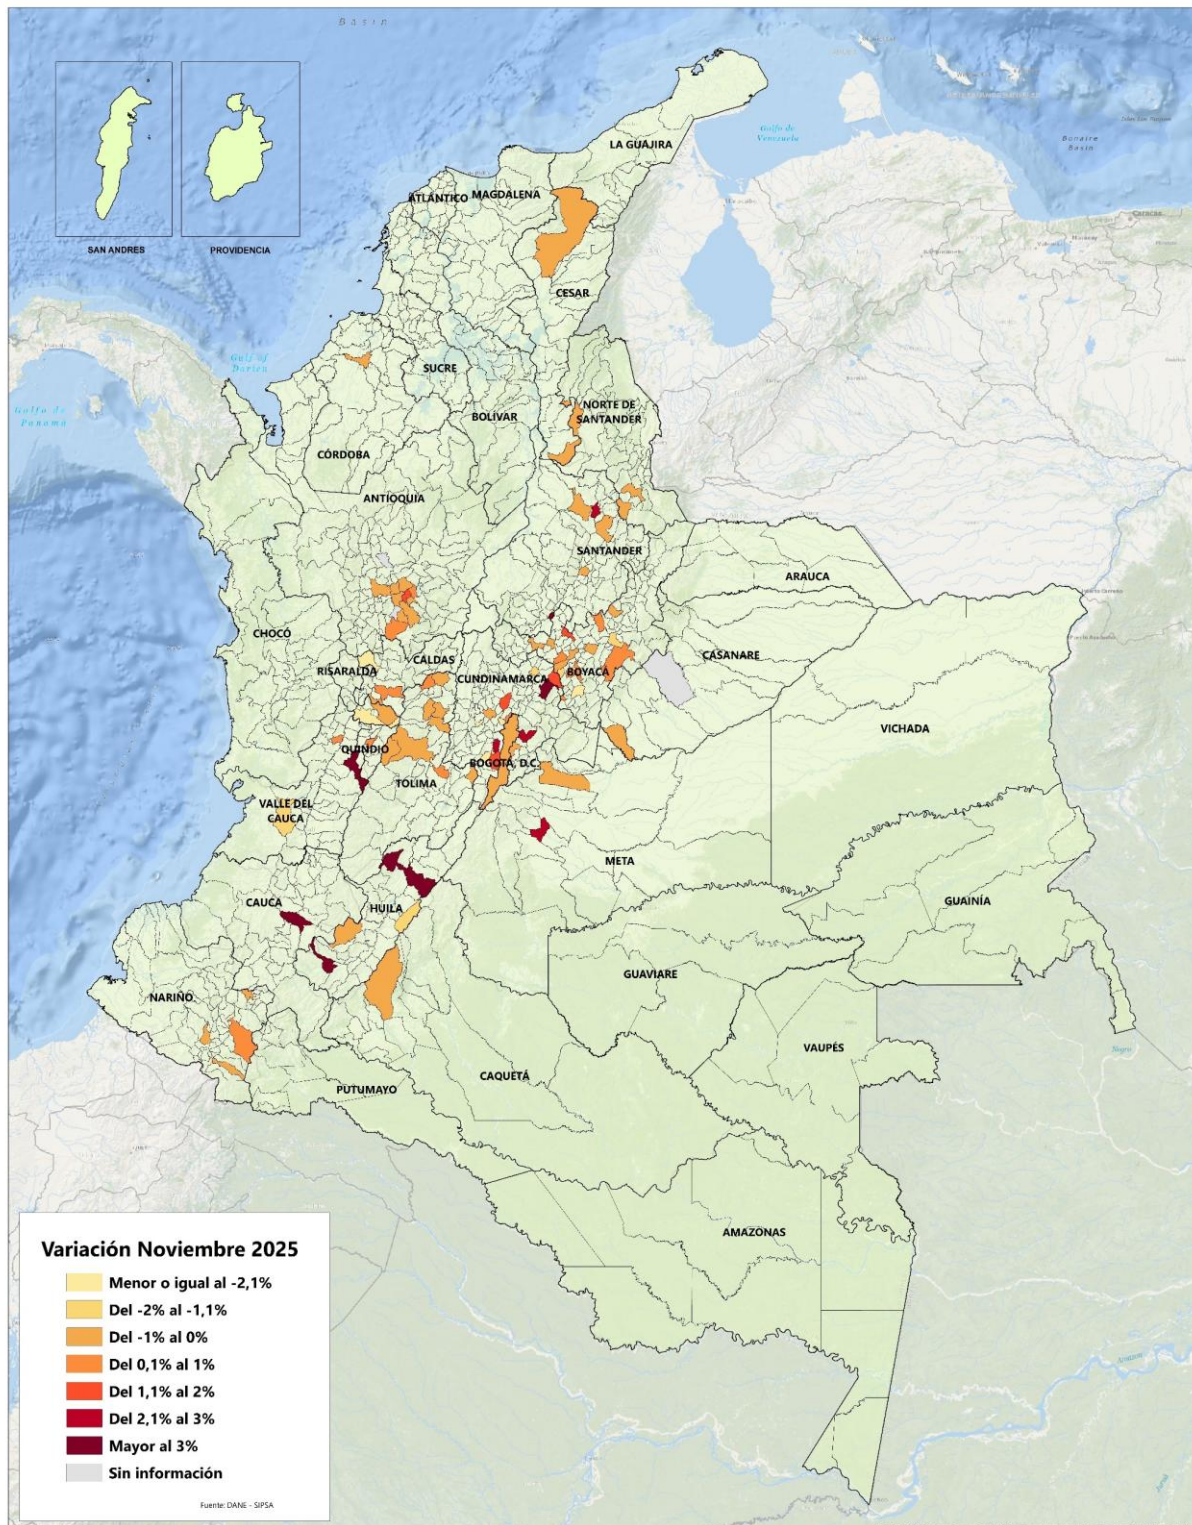 Basin
Golfo de
Venezuela
Bonaire
Basin
Caracas
SAN ANDRES
PROVIDENCIA
LA GUAJIRA
ATLÁNTICO
MAGDALENA
CESAR
Gulf of
Darien
Golfo de
Panamá
SUCRE
BOLÍVAR
NORTE DE
SANTANDER
CÓRDOBA
ANTIOQUIA
SANTANDER
ARAUCA
CHOCÓ
CASANARE
RISARALDA
CALDAS
CUNDINAMARCA
BOYACÁ
VICHADA
QUINDÍO
BOGOTÁ, D.C.
TOLIMA
VALLE DEL
CAUCA
META
CAUCA
HUILA
GUAINÍA
GUAVIARE
NARIÑO
VAUPÉS
Negro
CAQUETÁ
PUTUMAYO
AMAZONAS
Variación Noviembre 2025
Menor o igual al -2,1%
Del -2% al -1,1%
Del -1% al 0%
Del 0,1% al 1%
Del 1,1% al 2%
Del 2,1% al 3%
Mayor al 3%
Sin información
Fuente: DANE - SIPSA